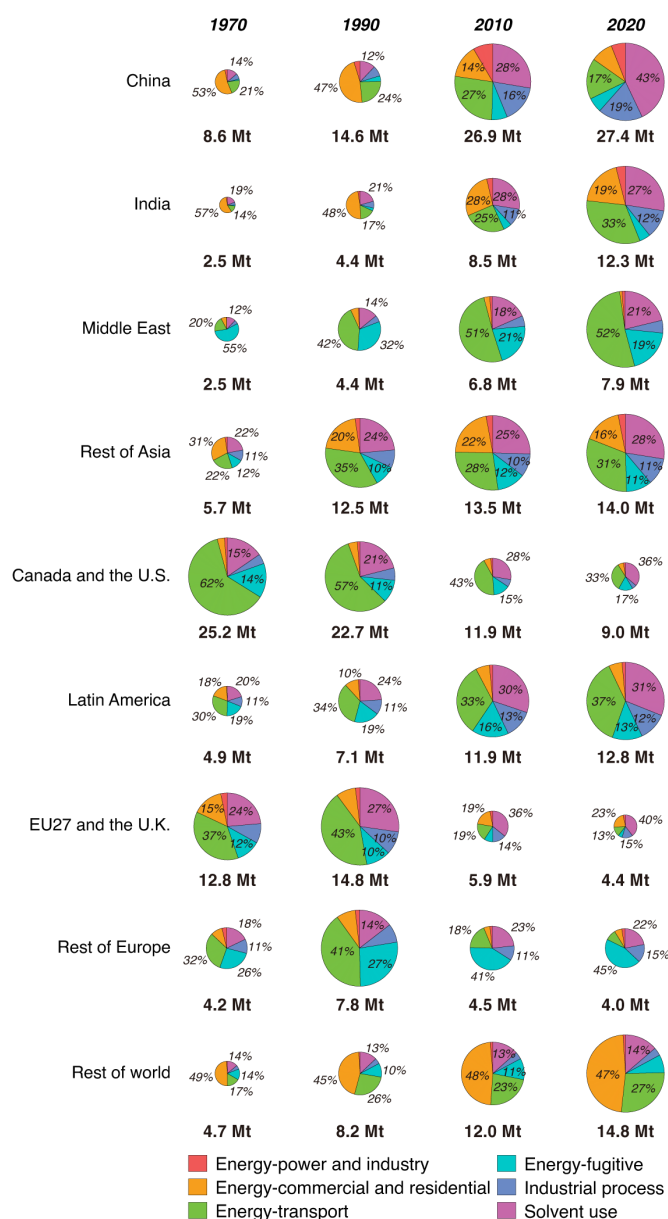 1970 1990 2010 2020
China
14% 53% 21%
12% 47% 24%
14% 28% 27% 16%
17% 43% 19%
8.6 Mt 14.6 Mt 26.9 Mt 27.4 Mt
India
19% 57% 14%
21% 48% 17%
28% 28% 25% 11%
19% 27% 33% 12%
2.5 Mt 4.4 Mt 8.5 Mt 12.3 Mt
Middle East
12% 20% 55%
14% 42% 32%
18% 51% 21%
21% 52% 19%
2.5 Mt 4.4 Mt 6.8 Mt 7.9 Mt
Rest of Asia
22% 31% 11% 22% 12%
20% 24% 35% 10%
22% 25% 28% 10% 12%
16% 28% 31% 11% 11%
5.7 Mt 12.5 Mt 13.5 Mt 14.0 Mt
Canada and the U.S.
15% 62% 14%
21% 57% 11%
28% 43% 15%
36% 33% 17%
25.2 Mt 22.7 Mt 11.9 Mt 9.0 Mt
Latin America
18% 20% 11% 30% 19%
10% 24% 34% 11% 19%
33% 30% 13% 16%
37% 31% 12% 13%
4.9 Mt 7.1 Mt 11.9 Mt 12.8 Mt
EU27 and the U.K.
15% 24% 37% 12%
27% 43% 10% 10%
19% 36% 19% 14%
23% 40% 13% 15%
12.8 Mt 14.8 Mt 5.9 Mt 4.4 Mt
Rest of Europe
18% 11% 32% 26%
14% 41% 27%
18% 23% 11% 41%
22% 15% 45%
4.2 Mt 7.8 Mt 4.5 Mt 4.0 Mt
Rest of world
14% 49% 14% 17%
13% 45% 10% 26%
13% 48% 11% 23%
14% 47% 27%
4.7 Mt 8.2 Mt 12.0 Mt 14.8 Mt
Energy-power and industry
Energy-commercial and residential
Energy-transport
Energy-fugitive
Industrial process
Solvent use